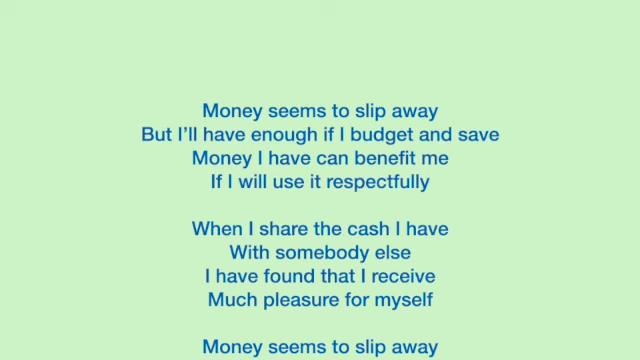 Money seems to slip away
But I’ll have enough if I budget and save
Money I have can benefit me
If I will use it respectfully
When I share the cash I have
With somebody else
I have found that I receive
Much pleasure for myself
Money seems to slip away